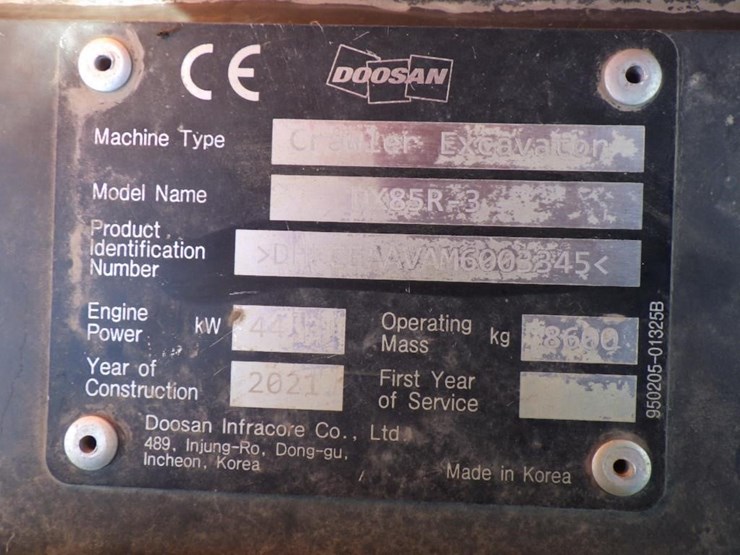 CE DOOSAN
Machine Type Crawler Excavator
Model Name DX85R-3
Product
Identification
Number
Engine
Power kW
Operating
Mass kg 8600
Year of
Construction 2021
First Year
of Service
Doosan Infracore Co., Ltd.
489, Injung-Ro, Dong-gu,
Incheon, Korea
Made in Korea
950205-01325B